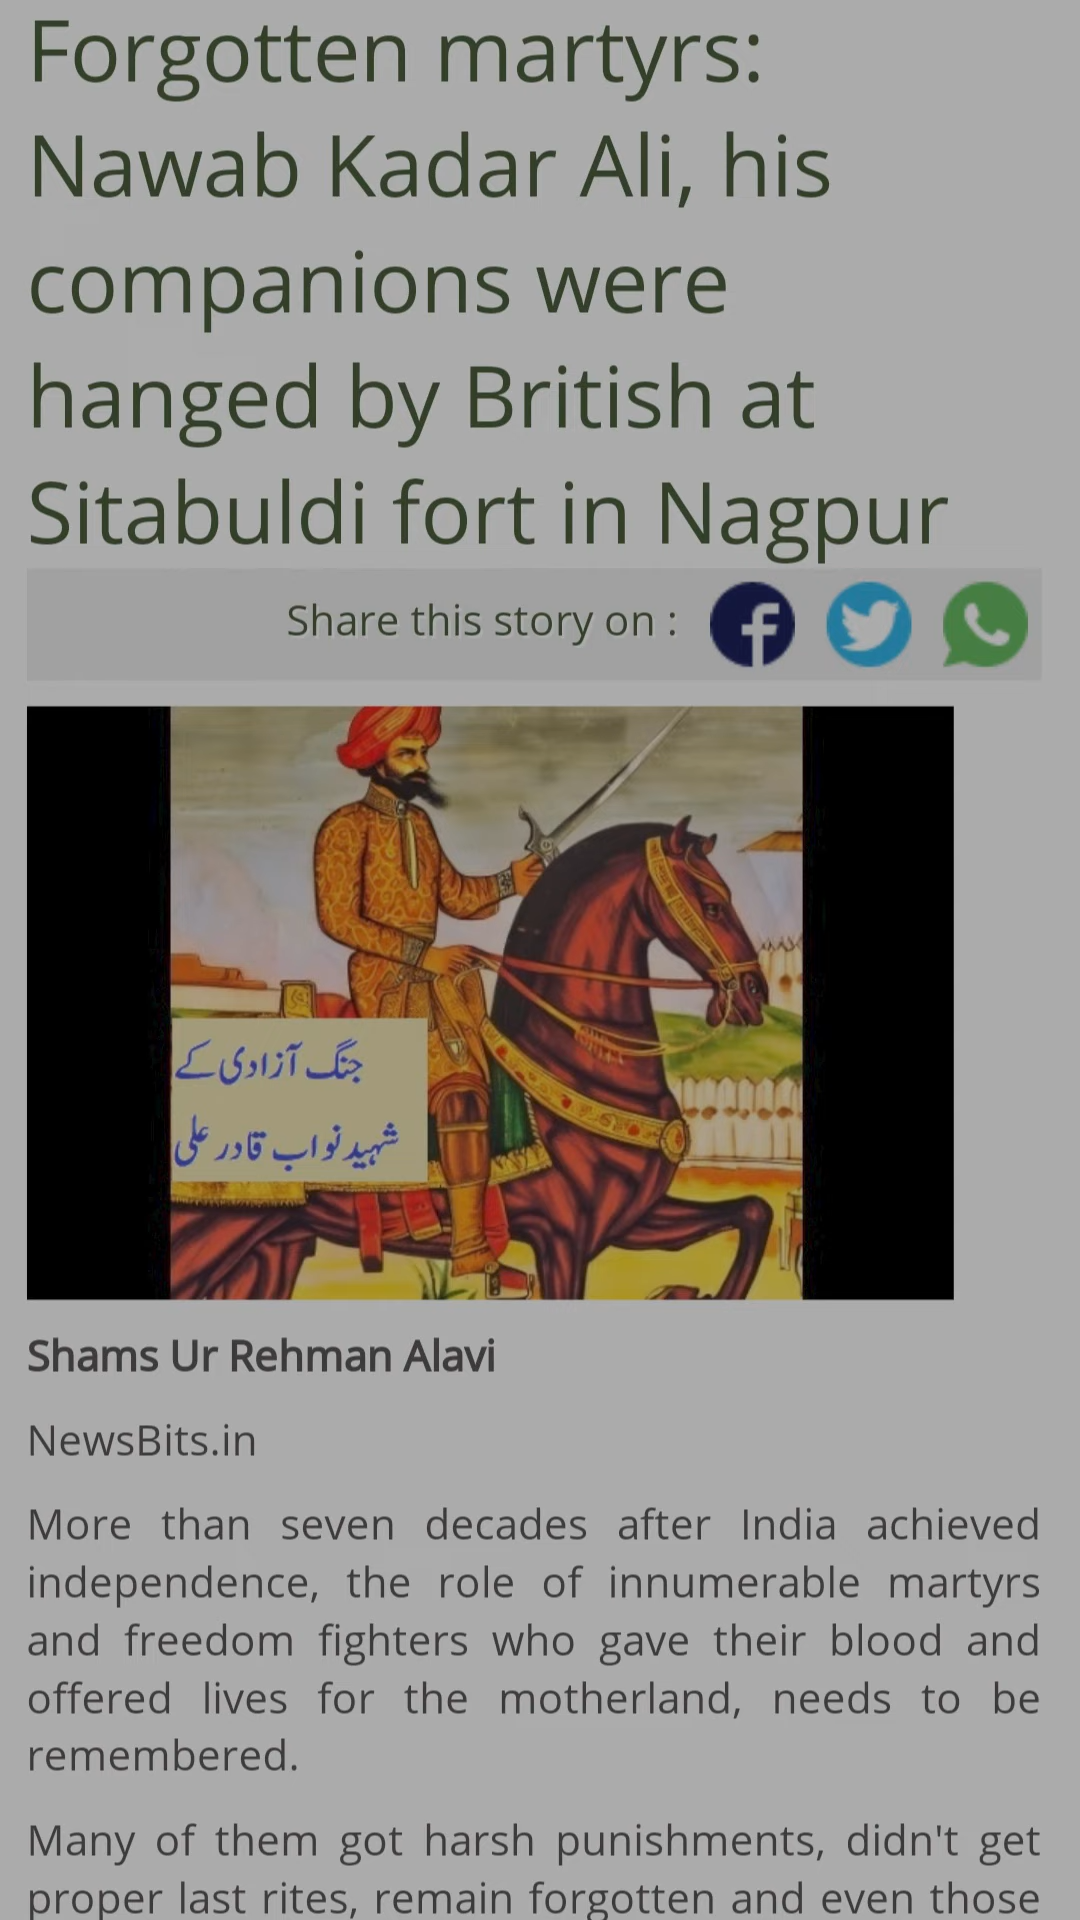 Forgotten martyrs:
Nawab Kadar Ali, his
companions were
hanged by British at
Sitabuldi fort in Nagpur
Share this story on :
جنگ آزادی کے
شہید نواب قادر علی
Shams Ur Rehman Alavi
NewsBits.in
More than seven decades after India achieved
independence, the role of innumerable martyrs
and freedom fighters who gave their blood and
offered lives for the motherland, needs to be
remembered.
Many of them got harsh punishments, didn't get
proper last rites, remain forgotten and even those